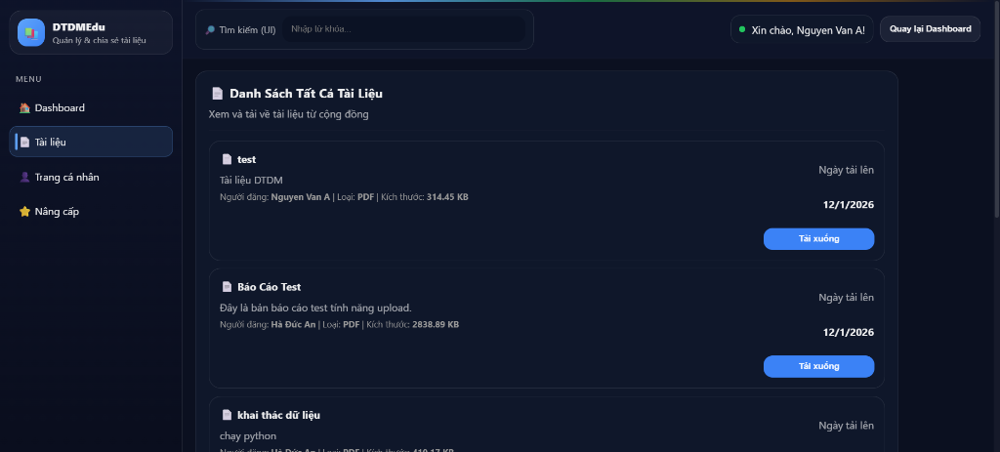 DTDMEdu
Quản lý & chia sẻ tài liệu
MENU
Dashboard
Tài liệu
Trang cá nhân
Nâng cấp
Tìm kiếm (UI)
Nhập từ khóa...
Xin chào, Nguyen Van A!
Quay lại Dashboard
Danh Sách Tất Cả Tài Liệu
Xem và tải về tài liệu từ cộng đồng
test
Tài liệu DTDM
Người đăng: Nguyen Van A | Loại: PDF | Kích thước: 314.45 KB
Ngày tải lên
12/1/2026
Tải xuống
Báo Cáo Test
Đây là bản báo cáo test tính năng upload.
Người đăng: Hà Đức An | Loại: PDF | Kích thước: 2838.89 KB
Ngày tải lên
12/1/2026
Tải xuống
khai thác dữ liệu
chạy python
Người đăng: Hà Đức An | Loại: PDF | Kích thước: 419.17 KB
Ngày tải lên